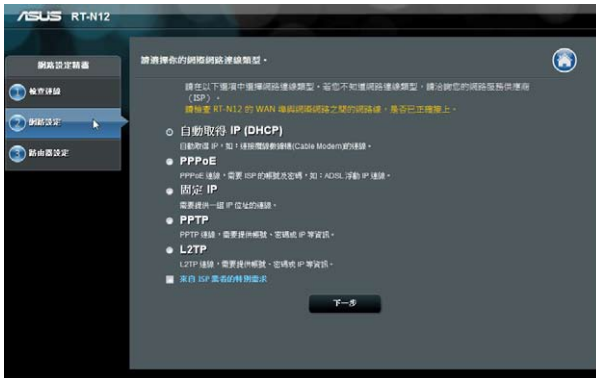 ASUS RT-N12
網路設定精靈
1 檢查連線
2 網路設定
3 路由器設定
請選擇你的網際網路連線類型。
請在以下選項中選擇網路連線類型。若您不知道網路連線類型,請洽詢您的網路服務供應商
(ISP)。
請檢查 RT-N12 的 WAN 埠與網際網路之間的網路線,是否已正確接上。
自動取得 IP (DHCP)
自動取得 IP,如:連接纜線數據機(Cable Modem)的連線。
PPPoE
PPPoE 連線,需要 ISP 的帳號及密碼,如:ADSL 浮動 IP 連線。
固定 IP
需要提供一組 IP 位址的連線。
PPTP
PPTP 連線,需要提供帳號、密碼或 IP 等資訊。
L2TP
L2TP 連線,需要提供帳號、密碼或 IP 等資訊。
來自 ISP 業者的特別要求
下一步